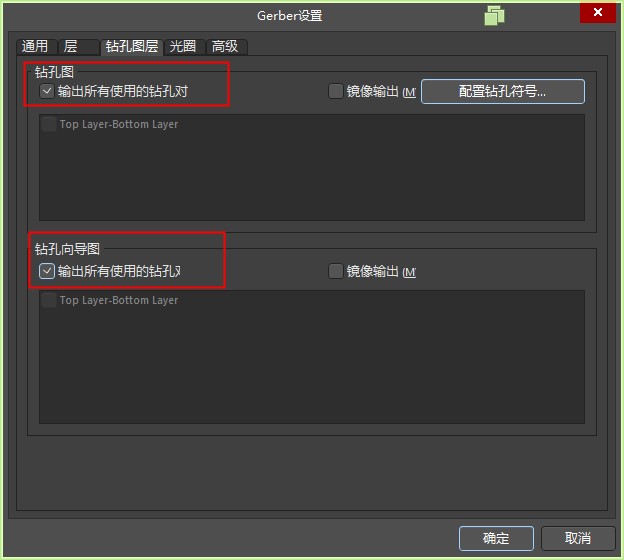 Gerber设置
通用 层 钻孔图层 光圈 高级
钻孔图
输出所有使用的钻孔对 镜像输出 (M 配置钻孔符号...
Top Layer-Bottom Layer
钻孔向导图
输出所有使用的钻孔 镜像输出 (M
Top Layer-Bottom Layer
确定 取消